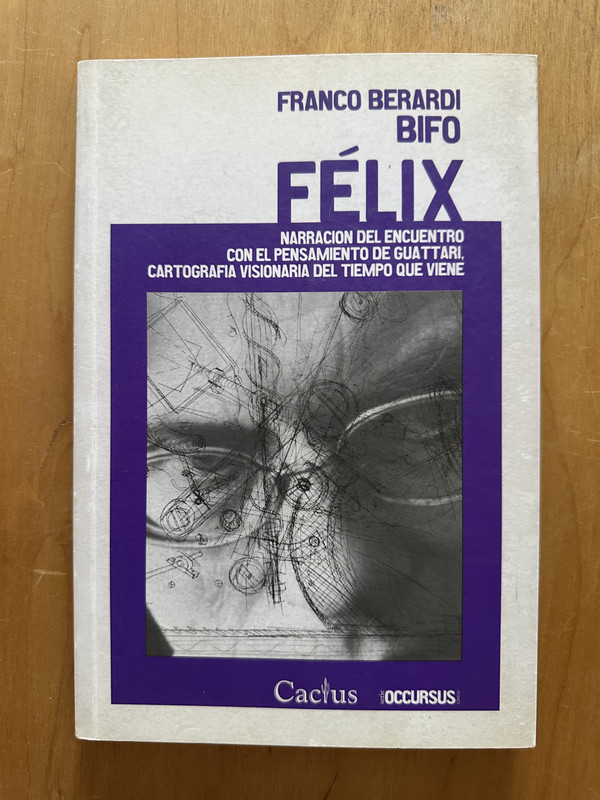 FRANCO BERARDI
BIFO
FÉLIX
NARRACION DEL ENCUENTRO
CON EL PENSAMIENTO DE GUATTARI,
CARTOGRAFIA VISIONARIA DEL TIEMPO QUE VIENE
Cactus
serie OCCURSUS